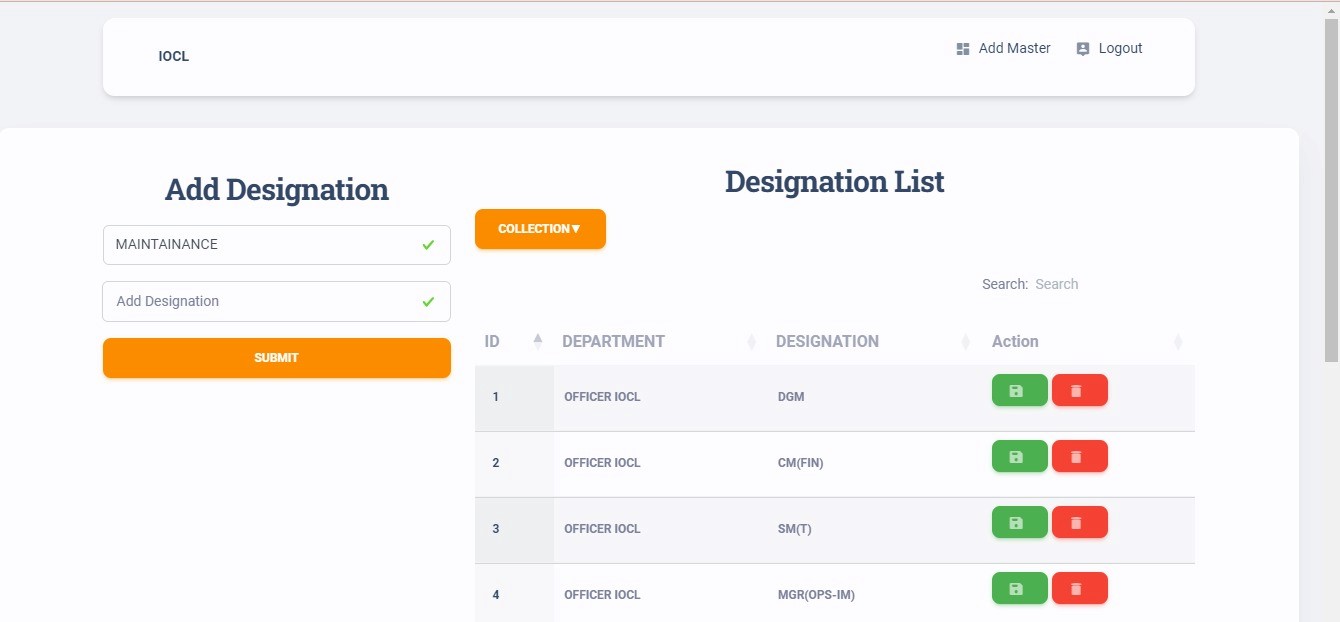 IOCL
Add Master
Logout
Add Designation
MAINTAINANCE
Add Designation
SUBMIT
Designation List
COLLECTION▼
Search: Search
ID DEPARTMENT DESIGNATION Action
1 OFFICER IOCL DGM
2 OFFICER IOCL CM(FIN)
3 OFFICER IOCL SM(T)
4 OFFICER IOCL MGR(OPS-IM)